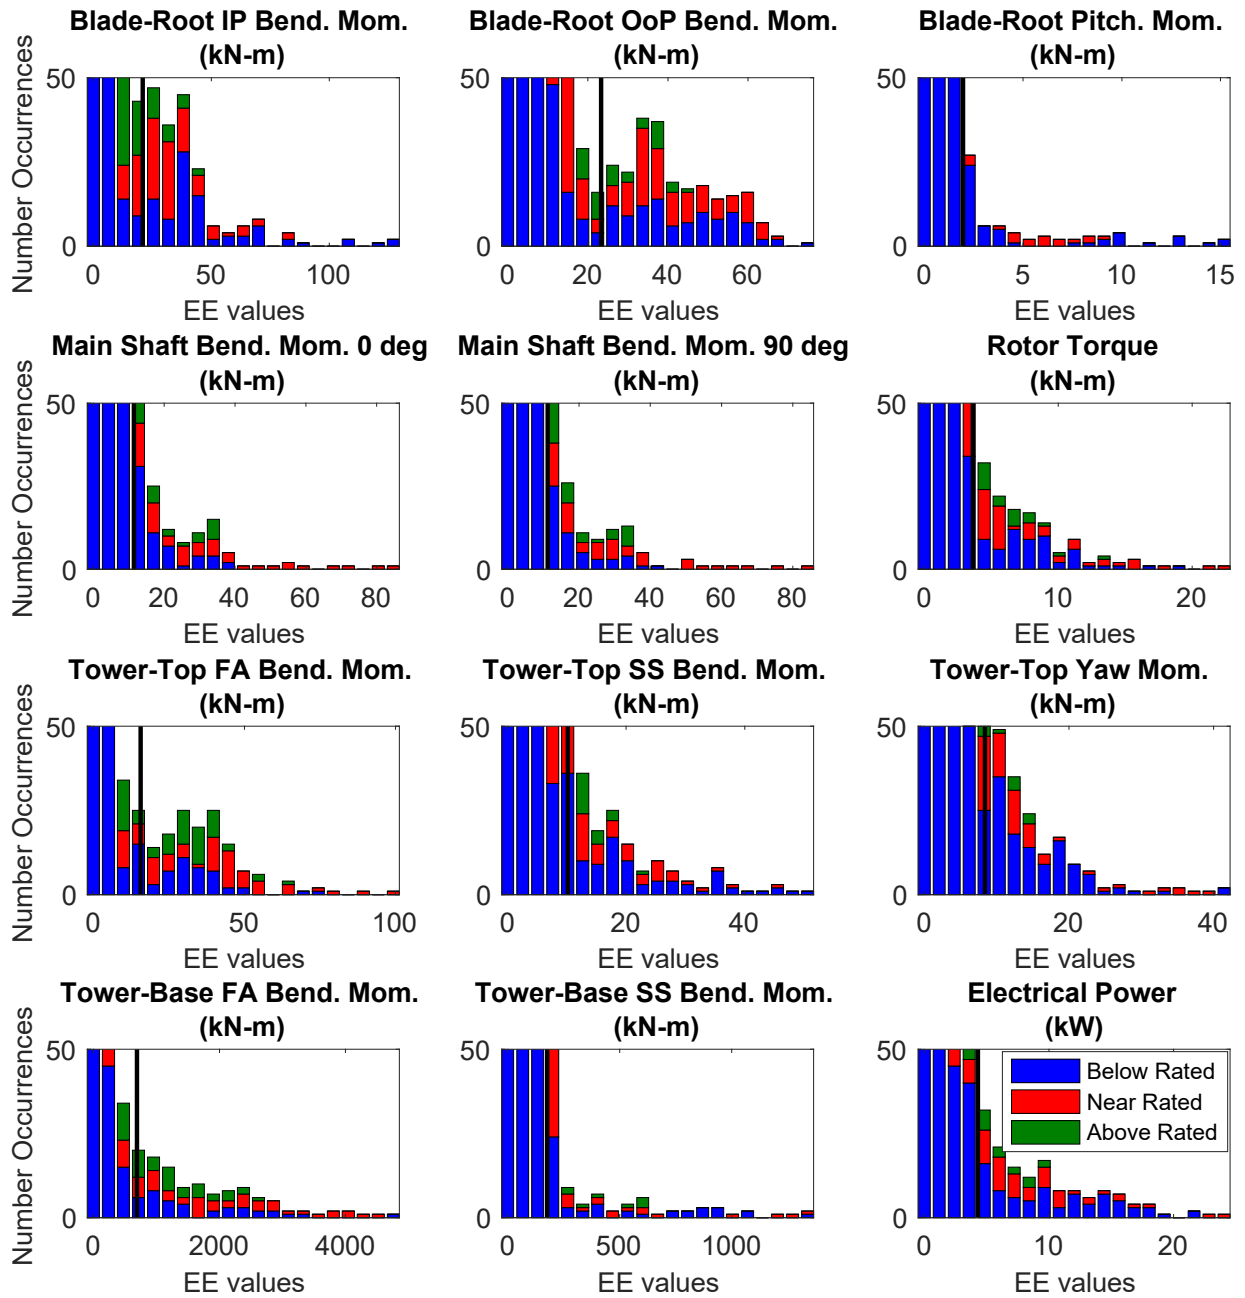 Blade-Root IP Bend. Mom.
(kN-m)
Blade-Root OoP Bend. Mom.
(kN-m)
Blade-Root Pitch. Mom.
(kN-m)
Number Occurrences
50
0
0 50 100
EE values
50
0
20 40 60
0
EE values
50
0
0 5 10 15
EE values
Main Shaft Bend. Mom. 0 deg
(kN-m)
Main Shaft Bend. Mom. 90 deg
(kN-m)
Rotor Torque
(kN-m)
Number Occurrences
50
0
0 20 40 60 80
EE values
50
0
0 20 40 60 80
EE values
50
0
0 10 20
EE values
Tower-Top FA Bend. Mom.
(kN-m)
Tower-Top SS Bend. Mom.
(kN-m)
Tower-Top Yaw Mom.
(kN-m)
Number Occurrences
50
0
0 50 100
EE values
50
0
0 20 40
EE values
50
0
0 20 40
EE values
Tower-Base FA Bend. Mom.
(kN-m)
Tower-Base SS Bend. Mom.
(kN-m)
Electrical Power
(kW)
Number Occurrences
50
0
0 2000 4000
EE values
50
0
0 500 1000
EE values
50
0
0 10 20
EE values
Below Rated
Near Rated
Above Rated